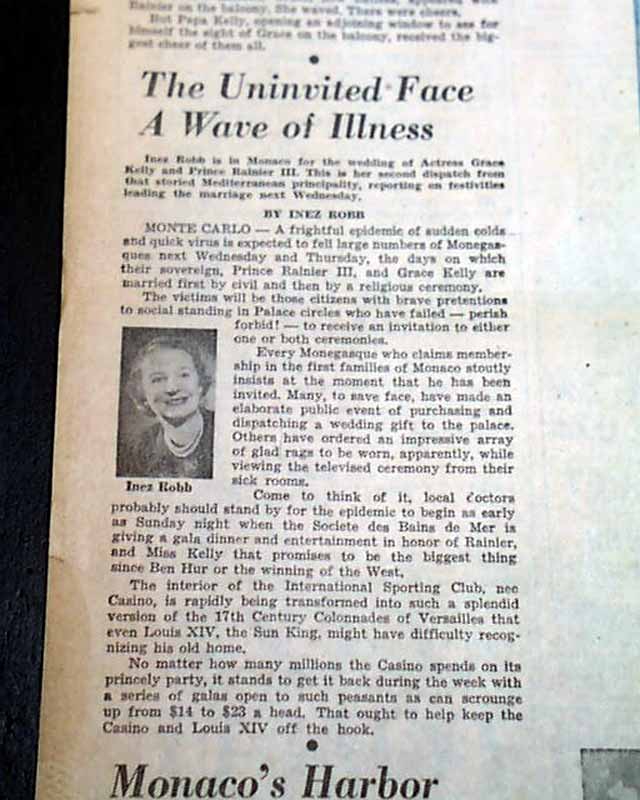 Rainier on the balcony. She waved. There were cheers.
But Papa Kelly, opening an adjoining window to see for
himself the sight of Grace on the balcony, received the big-
gest cheer of them all.
The Uninvited Face
A Wave of Illness
Inez Robb is in Monaco for the wedding of Actress Grace
Kelly and Prince Rainier III. This is her second dispatch from
that storied Mediterranean principality, reporting on festivities
leading the marriage next Wednesday.
BY INEZ ROBB
MONTE CARLO — A frightful epidemic of sudden colds
and quick virus is expected to fell large numbers of Monegas-
ques next Wednesday and Thursday, the days on which
their sovereign, Prince Rainier III, and Grace Kelly are
married first by civil and then by a religious ceremony.
The victims will be those citizens with brave pretentions
to social standing in Palace circles who have failed — perish
forbid! — to receive an invitation to either
one or both ceremonies.
Every Monegasque who claims member-
ship in the first families of Monaco stoutly
insists at the moment that he has been
invited. Many, to save face, have made an
elaborate public event of purchasing and
dispatching a wedding gift to the palace.
Others have ordered an impressive array
of glad rags to be worn, apparently, while
viewing the televised ceremony from their
sick rooms.
Inez Robb
Come to think of it, local doctors
probably should stand by for the epidemic to begin as early
as Sunday night when the Societe des Bains de Mer is
giving a gala dinner and entertainment in honor of Rainier,
and Miss Kelly that promises to be the biggest thing
since Ben Hur or the winning of the West.
The interior of the International Sporting Club, nee
Casino, is rapidly being transformed into such a splendid
version of the 17th Century Colonnades of Versailles that
even Louis XIV, the Sun King, might have difficulty recog-
nizing his old home.
No matter how many millions the Casino spends on its
princely party, it stands to get it back during the week with
a series of galas open to such peasants as can scrounge
up from $14 to $23 a head. That ought to help keep the
Casino and Louis XIV off the hook.
Monaco's Harbor